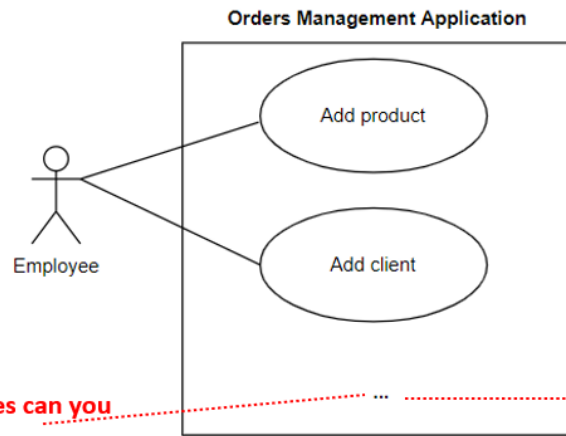 Orders Management Application
Add product
Employee
Add client
...
es can you